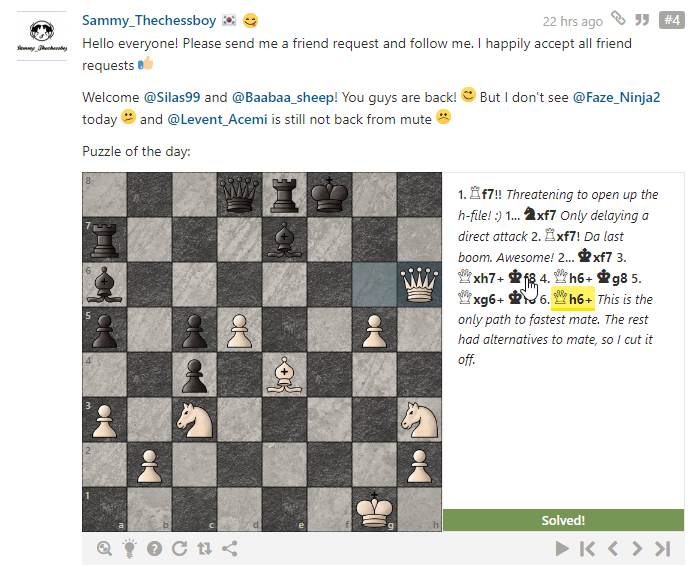 Sammy_Thechessboy
Sammy_Thechessboy
22 hrs ago
#4
Hello everyone! Please send me a friend request and follow me. I happily accept all friend
requests
Welcome @Silas99 and @Baabaa_sheep! You guys are back! But I don't see @Faze_Ninja2
today and @Levent_Acemi is still not back from mute
Puzzle of the day:
8
7
6
5
4
3
2
1
a b c d e f g h
1. ♖f7!! Threatening to open up the
h-file! ;) 1... ♞xf7 Only delaying a
direct attack 2. ♖xf7! Da last
boom. Awesome! 2... ♚xf7 3.
♕xh7+ ♚f8 4. ♕h6+ ♚g8 5.
♕xg6+ 6. ♕h6+ This is the
only path to fastest mate. The rest
had alternatives to mate, so I cut it
off.
Solved!